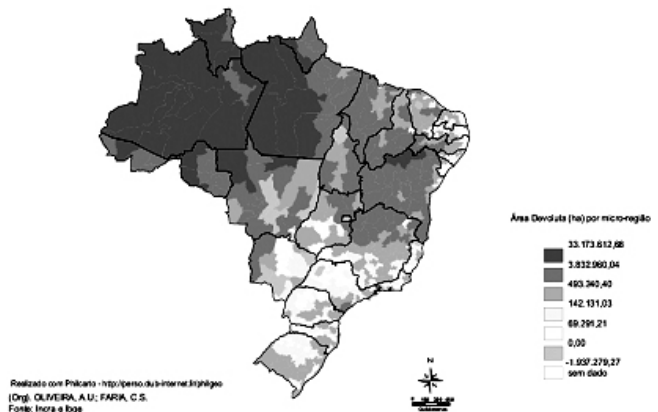 Área Devoluta (ha) por micro-região
33.173.612,68
3.832.960,04
493.340,40
142.131,03
69.291,21
0,00
-1.937.279,27
sem dado
N
Realizado com Philcarto - http://perso.club-internet.fr/philgeo
(Org). OLIVEIRA, A.U.; FARIA, C.S.
Fonte: Incra e Ibge